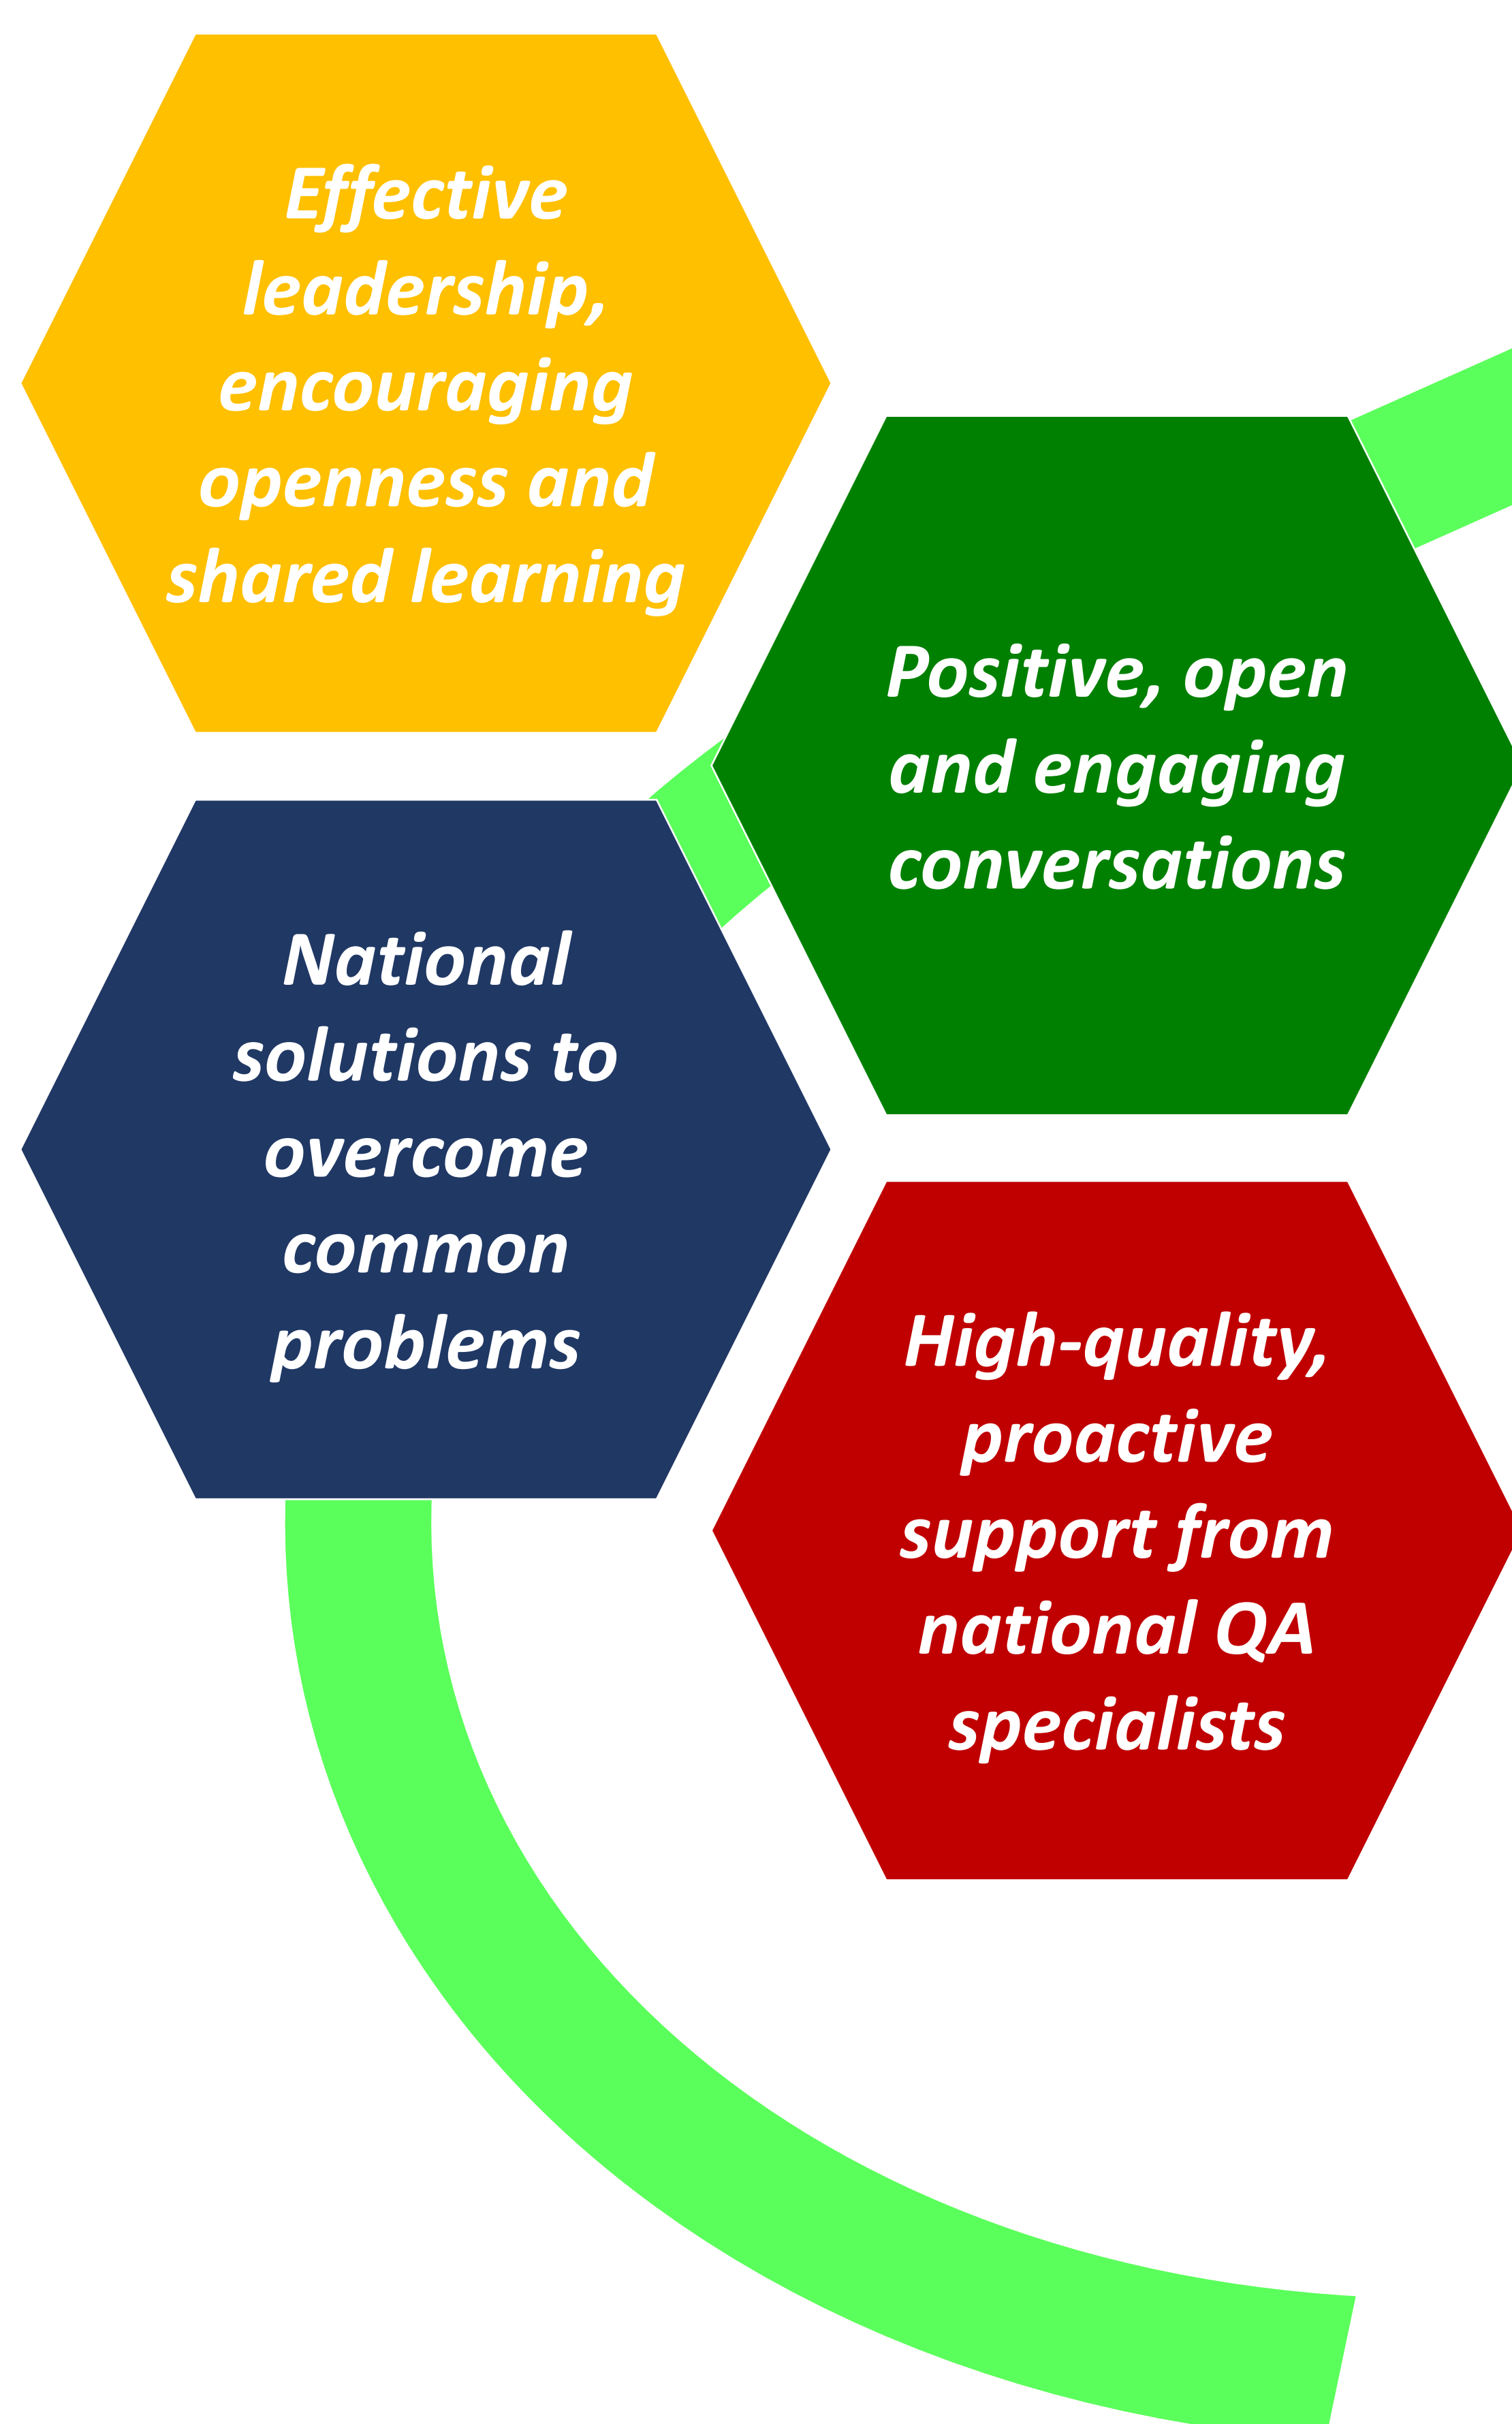 Effective
leadership,
encouraging
openness and
shared learning
Positive, open
and engaging
conversations
National
solutions to
overcome
common
problems
High-quality,
proactive
support from
national QA
specialists